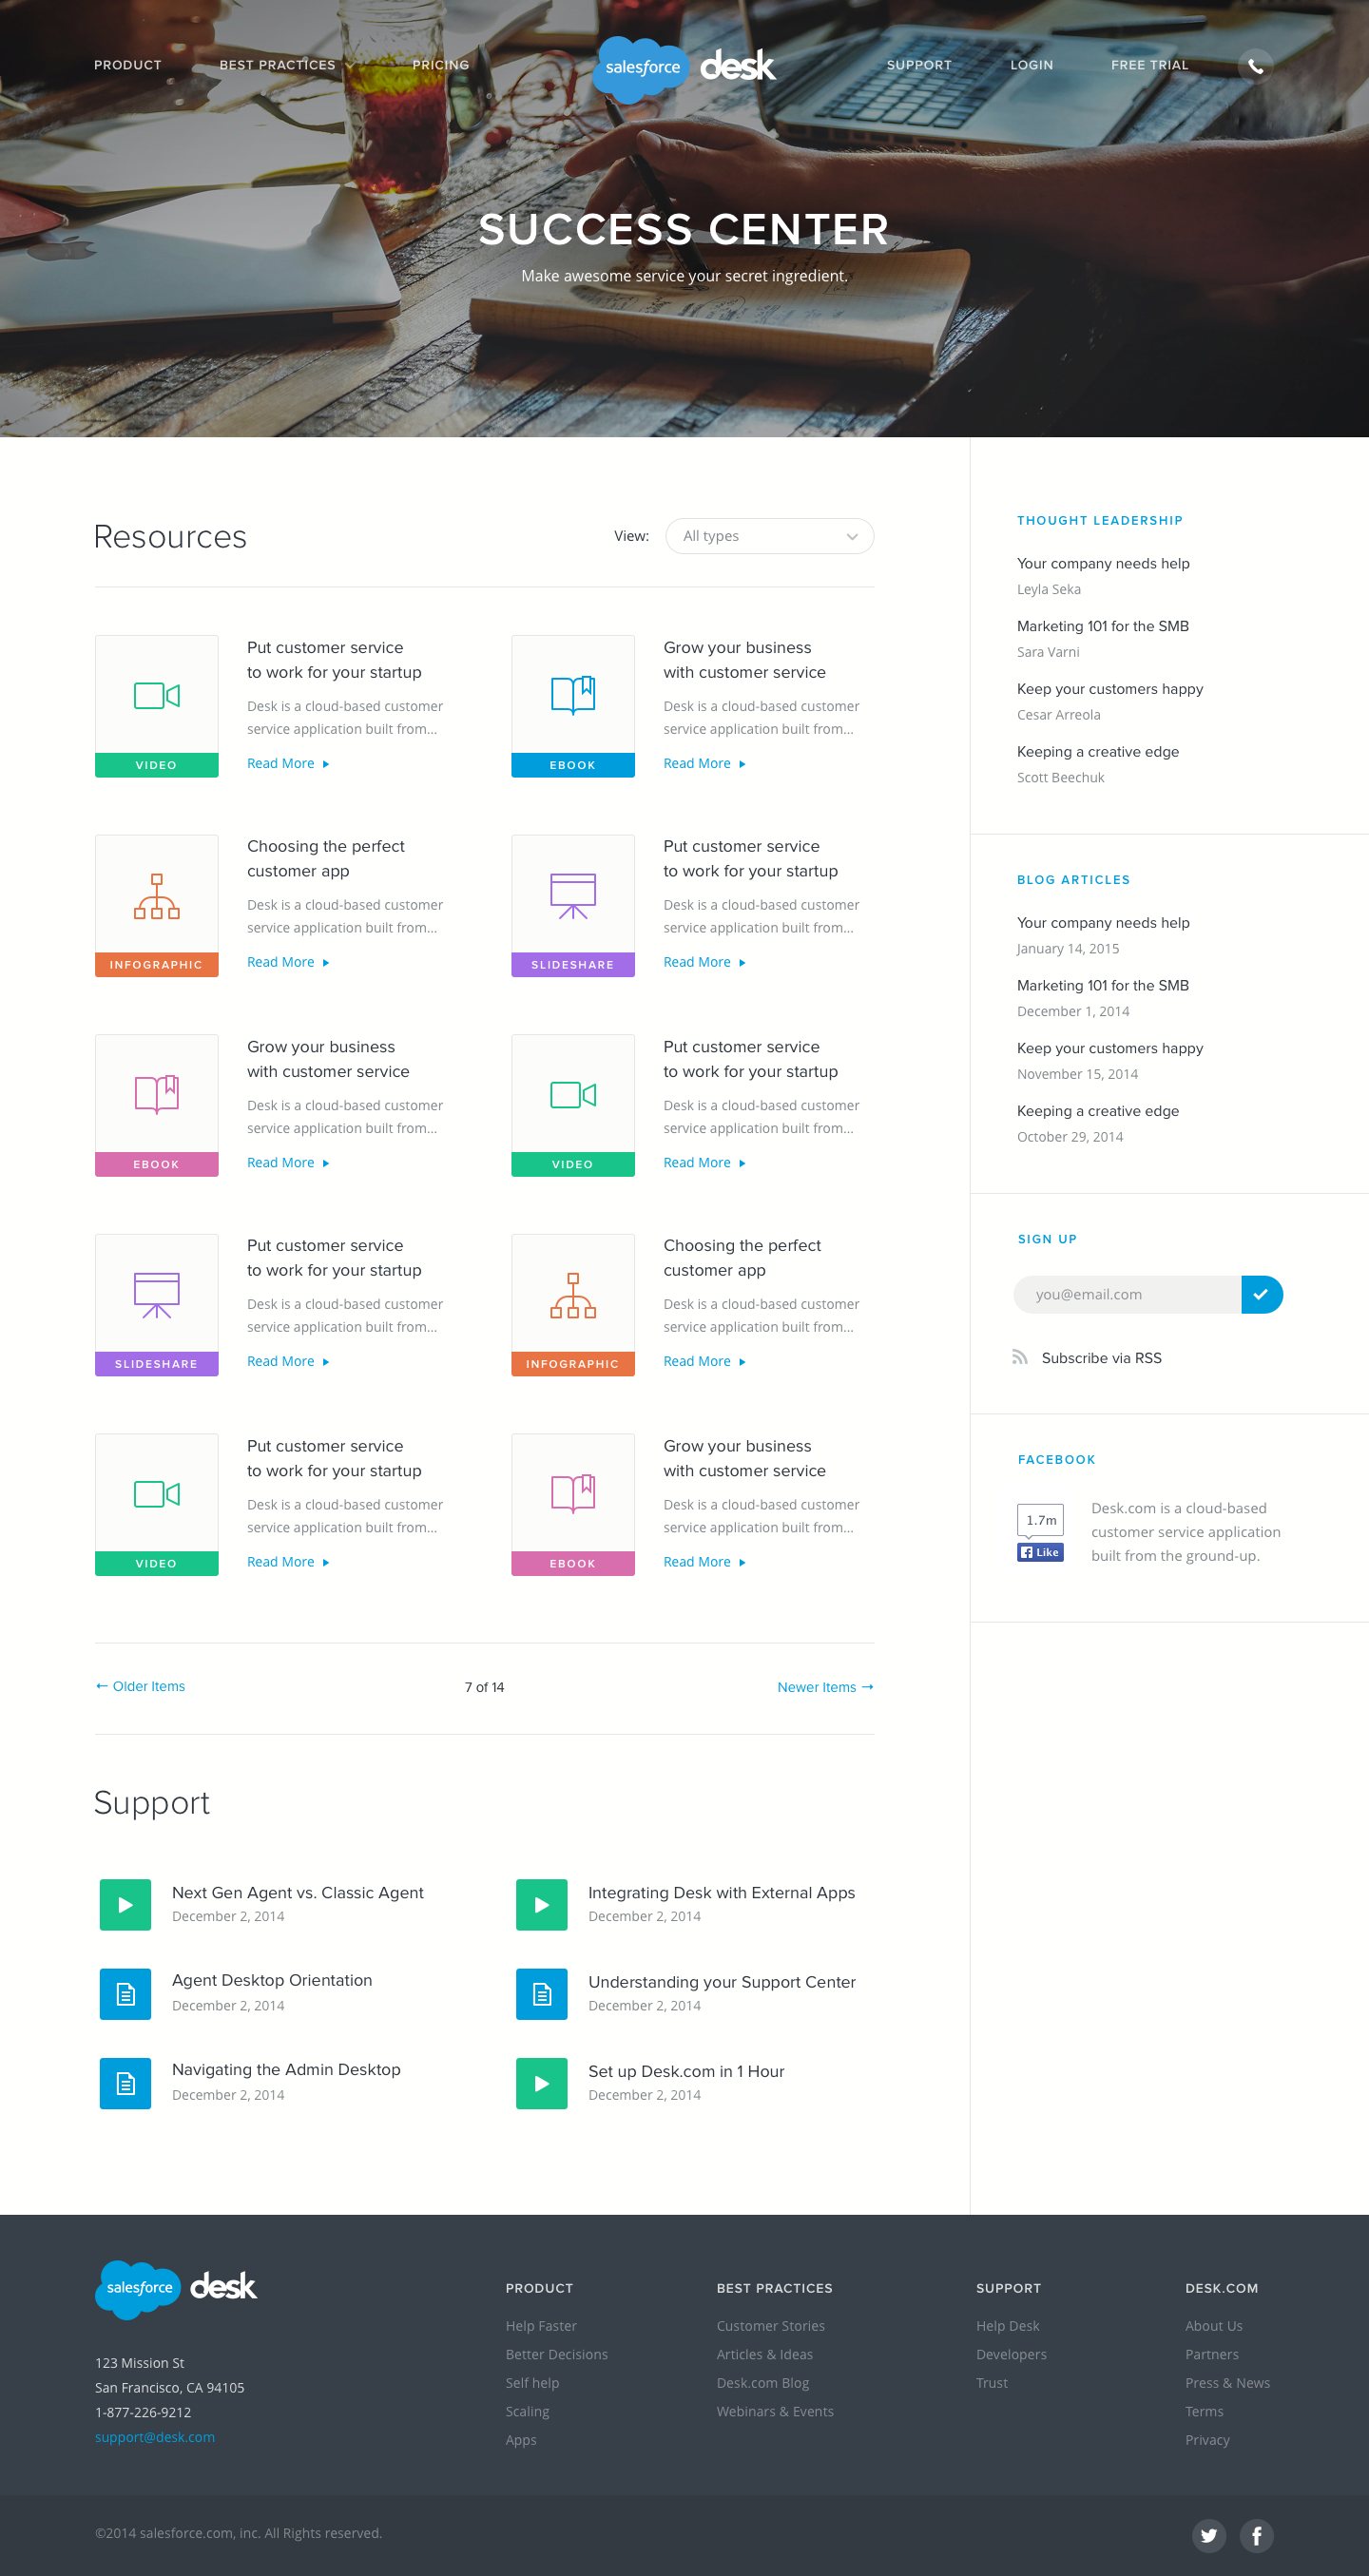 PRODUCT
BEST PRACTICES
PRICING
salesforce desk
SUPPORT
LOGIN
FREE TRIAL
SUCCESS CENTER
Make awesome service your secret ingredient.
Resources
View:
All types
VIDEO
Put customer service
to work for your startup
Desk is a cloud-based customer
service application built from...
Read More
EBOOK
Grow your business
with customer service
Desk is a cloud-based customer
service application built from...
Read More
INFOGRAPHIC
Choosing the perfect
customer app
Desk is a cloud-based customer
service application built from...
Read More
SLIDESHARE
Put customer service
to work for your startup
Desk is a cloud-based customer
service application built from...
Read More
EBOOK
Grow your business
with customer service
Desk is a cloud-based customer
service application built from...
Read More
VIDEO
Put customer service
to work for your startup
Desk is a cloud-based customer
service application built from...
Read More
SLIDESHARE
Put customer service
to work for your startup
Desk is a cloud-based customer
service application built from...
Read More
INFOGRAPHIC
Choosing the perfect
customer app
Desk is a cloud-based customer
service application built from...
Read More
VIDEO
Put customer service
to work for your startup
Desk is a cloud-based customer
service application built from...
Read More
EBOOK
Grow your business
with customer service
Desk is a cloud-based customer
service application built from...
Read More
← Older Items
7 of 14
Newer Items →
Support
Next Gen Agent vs. Classic Agent
December 2, 2014
Integrating Desk with External Apps
December 2, 2014
Agent Desktop Orientation
December 2, 2014
Understanding your Support Center
December 2, 2014
Navigating the Admin Desktop
December 2, 2014
Set up Desk.com in 1 Hour
December 2, 2014
THOUGHT LEADERSHIP
Your company needs help
Leyla Seka
Marketing 101 for the SMB
Sara Varni
Keep your customers happy
Cesar Arreola
Keeping a creative edge
Scott Beechuk
BLOG ARTICLES
Your company needs help
January 14, 2015
Marketing 101 for the SMB
December 1, 2014
Keep your customers happy
November 15, 2014
Keeping a creative edge
October 29, 2014
SIGN UP
you@email.com
Subscribe via RSS
FACEBOOK
1.7m
Like
Desk.com is a cloud-based
customer service application
built from the ground-up.
salesforce desk
123 Mission St
San Francisco, CA 94105
1-877-226-9212
support@desk.com
PRODUCT
Help Faster
Better Decisions
Self help
Scaling
Apps
BEST PRACTICES
Customer Stories
Articles & Ideas
Desk.com Blog
Webinars & Events
SUPPORT
Help Desk
Developers
Trust
DESK.COM
About Us
Partners
Press & News
Terms
Privacy
©2014 salesforce.com, inc. All Rights reserved.